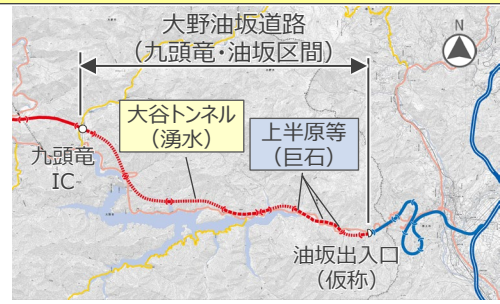 大野油坂道路
（九頭竜・油坂区間）
N
大谷トンネル
（湧水）
上半原等
（巨石）
九頭竜
IC
油坂出入口
（仮称）